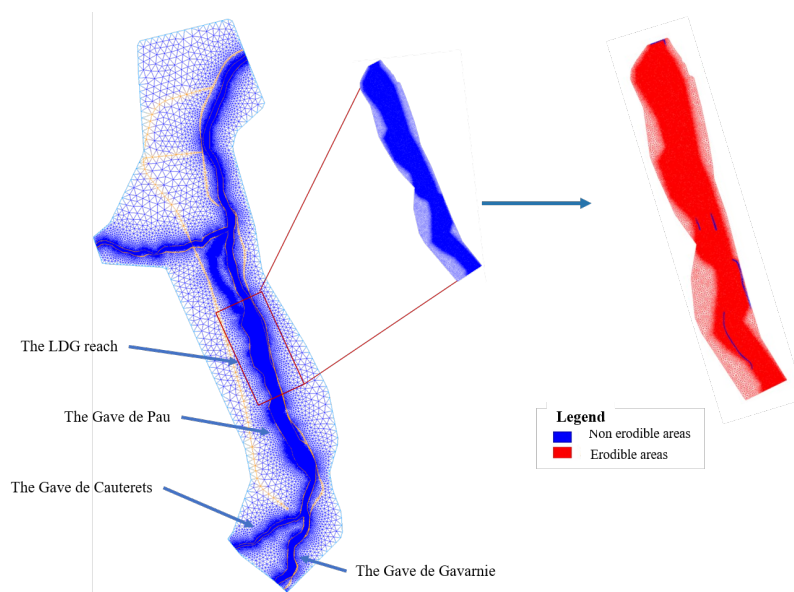 The LDG reach
The Gave de Pau
The Gave de Cauterets
The Gave de Gavarnie
Legend
Non erodible areas
Erodible areas